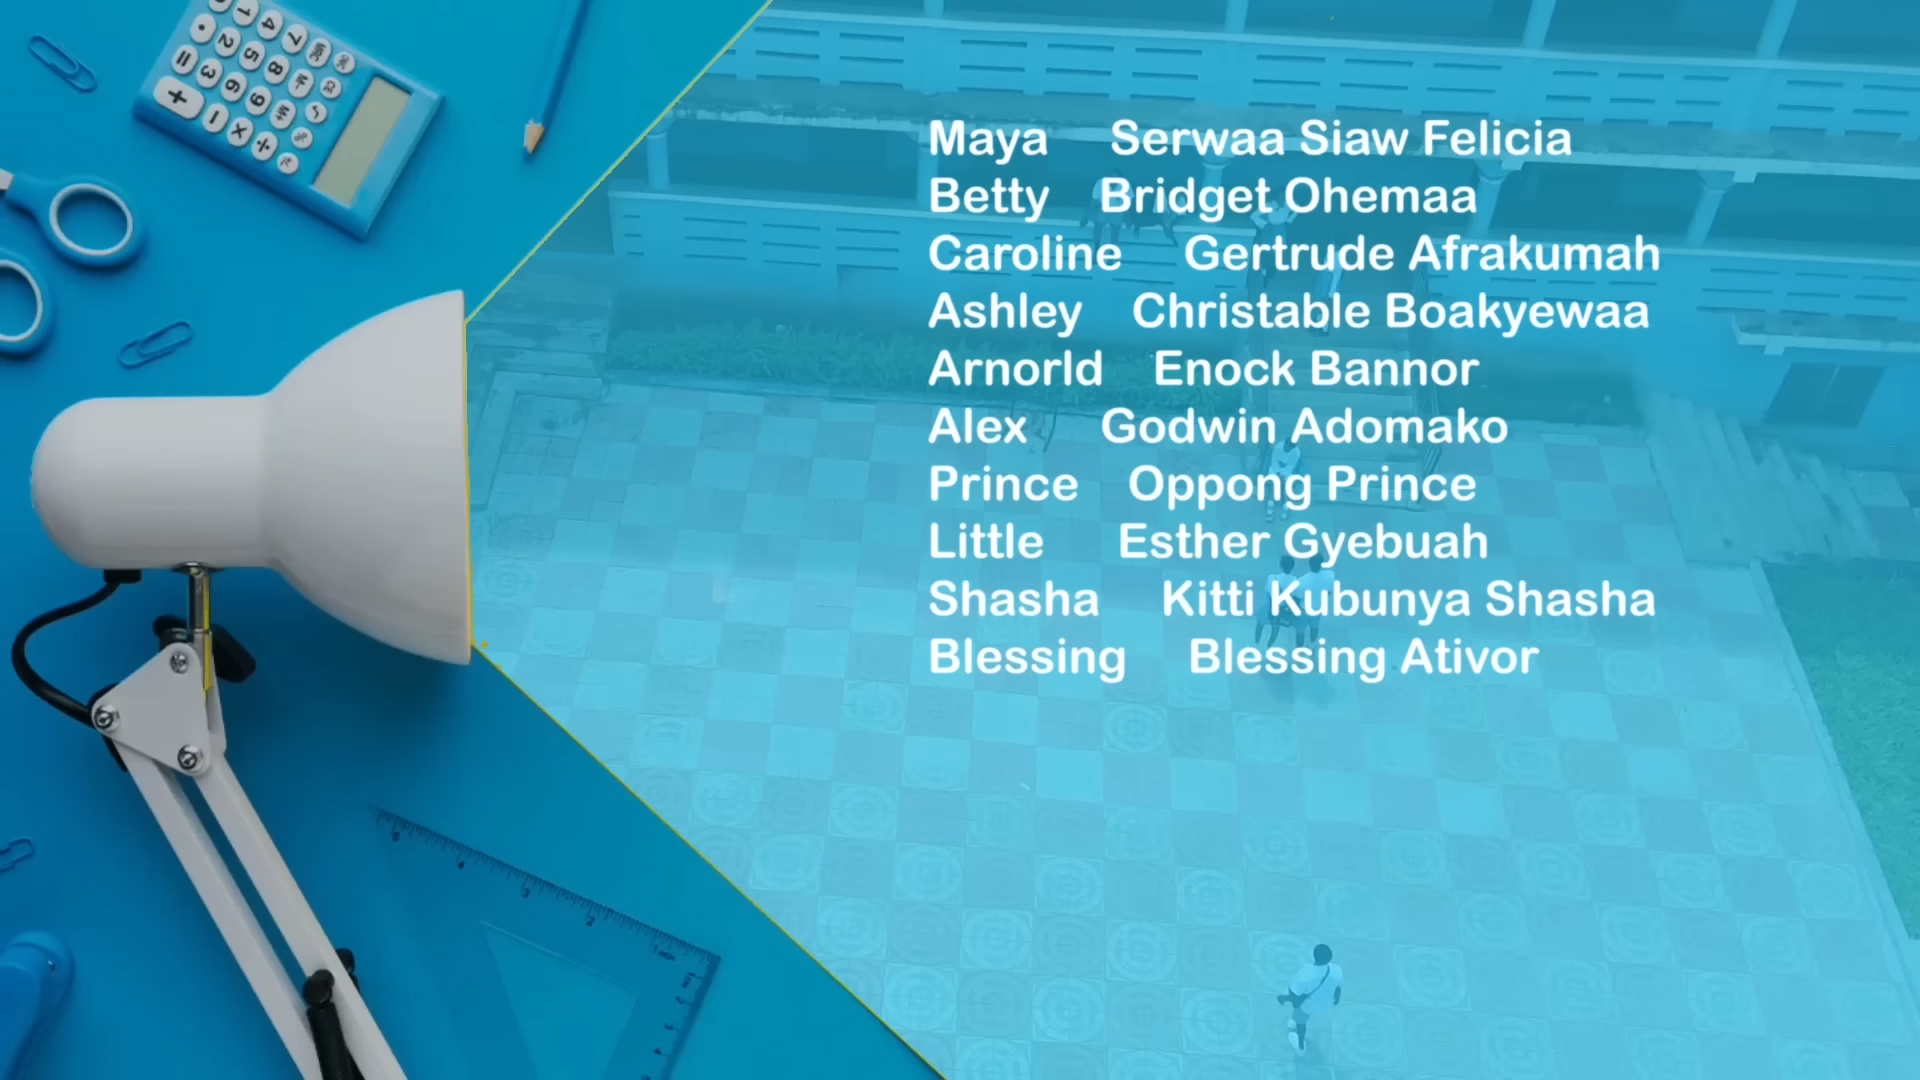 Maya Serwaa Siaw Felicia
Betty Bridget Ohemaa
Caroline Gertrude Afrakumah
Ashley Christable Boakyewaa
Arnorld Enock Bannor
Alex Godwin Adomako
Prince Oppong Prince
Little Esther Gyebuah
Shasha Kitti Kubunya Shasha
Blessing Blessing Ativor